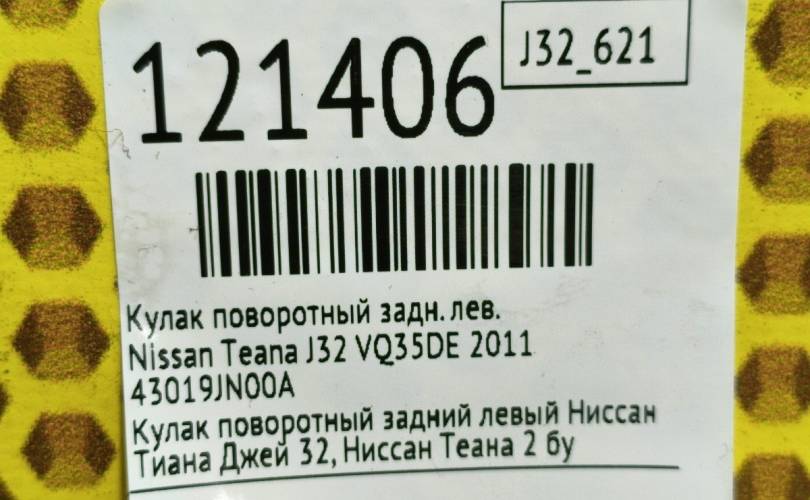 121406
J32_621
Кулак поворотный задн. лев.
Nissan Teana J32 VQ35DE 2011
43019JN00A
Кулак поворотный задний левый Ниссан
Тиана Джей 32, Ниссан Теана 2 бу